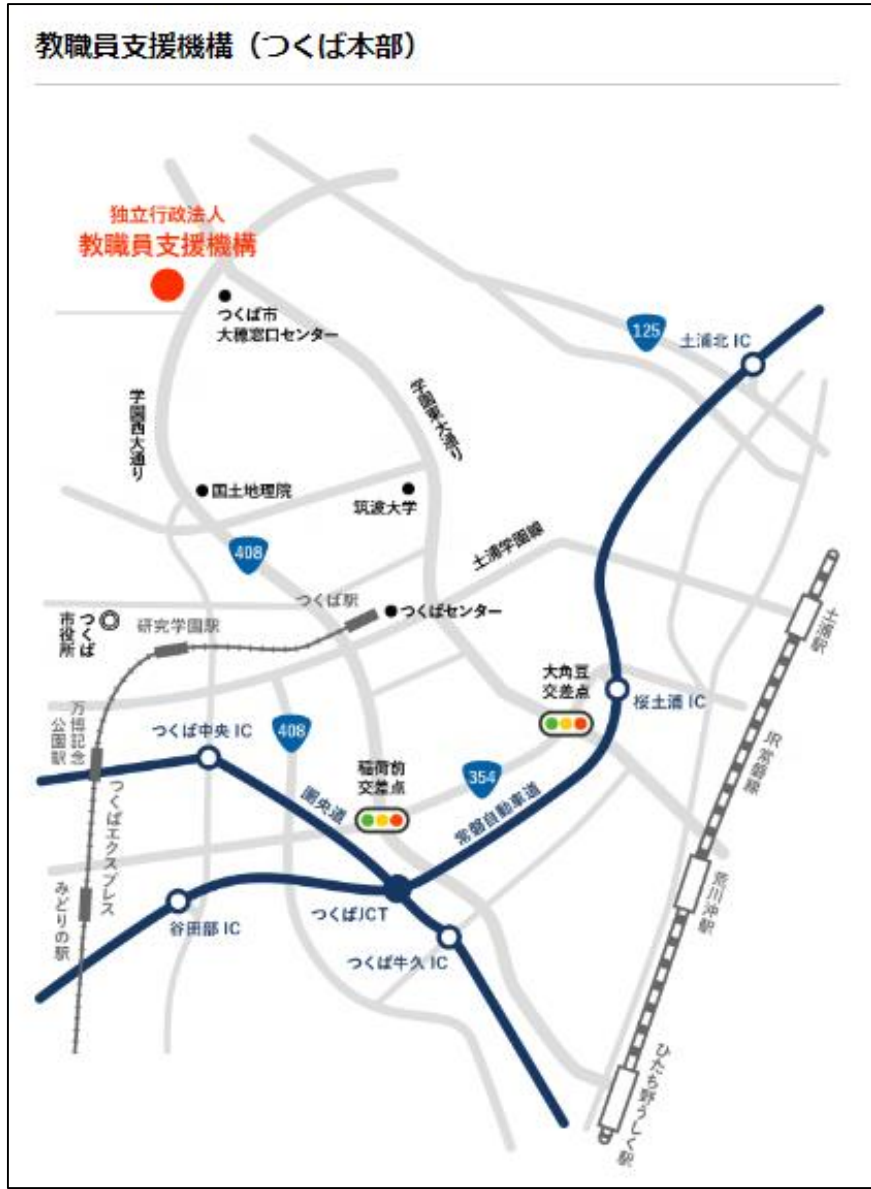 教職員支援機構（つくば本部）
独立行政法人
教職員支援機構
つくば市
大穂窓口センター
125
土浦北 IC
学園西大通り
学園東大通り
国土地理院
筑波大学
408
土浦学園線
つくば駅
つくばセンター
つくば
市役所
研究学園駅
土浦駅
大角豆
交差点
桜土浦 IC
万博記念
公園駅
つくば中央 IC
408
稲荷前
交差点
354
JR 常磐線
圏央道
常磐自動車道
つくばエクスプレス
みどりの駅
谷田部 IC
つくばJCT
つくば牛久 IC
荒川沖駅
ひたち野うしく駅